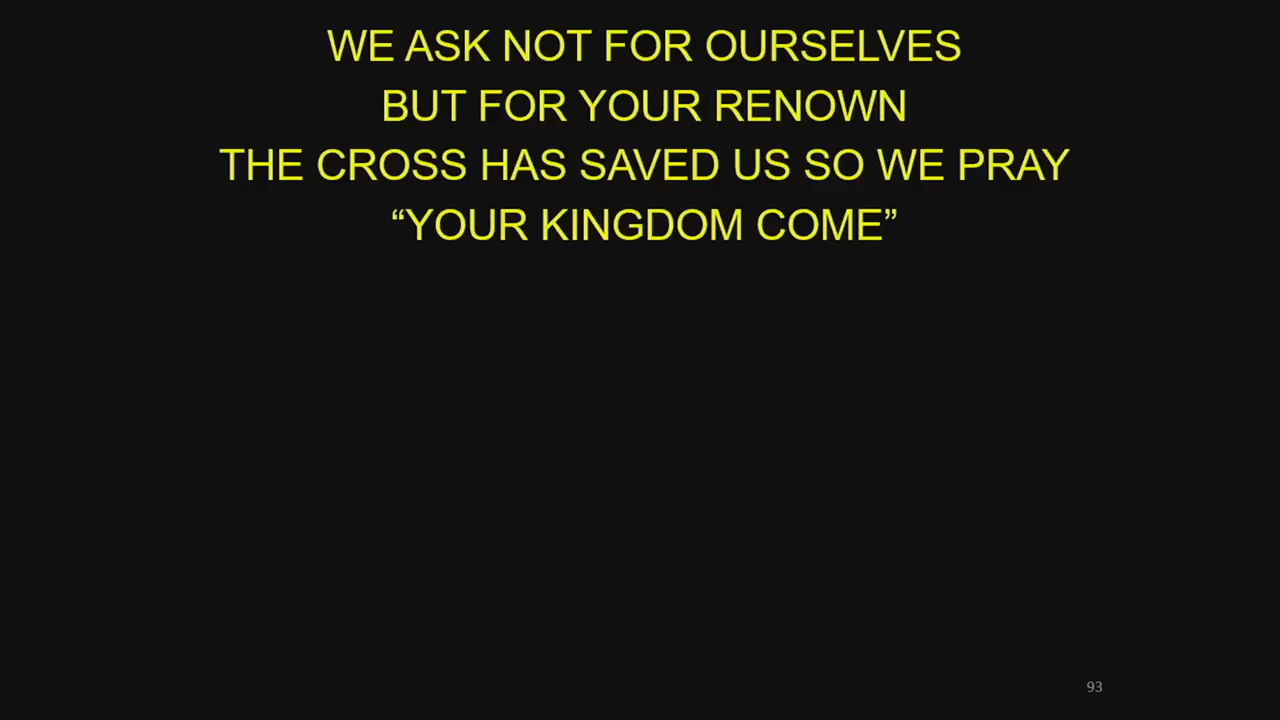 WE ASK NOT FOR OURSELVES
BUT FOR YOUR RENOWN
THE CROSS HAS SAVED US SO WE PRAY
“YOUR KINGDOM COME”
93